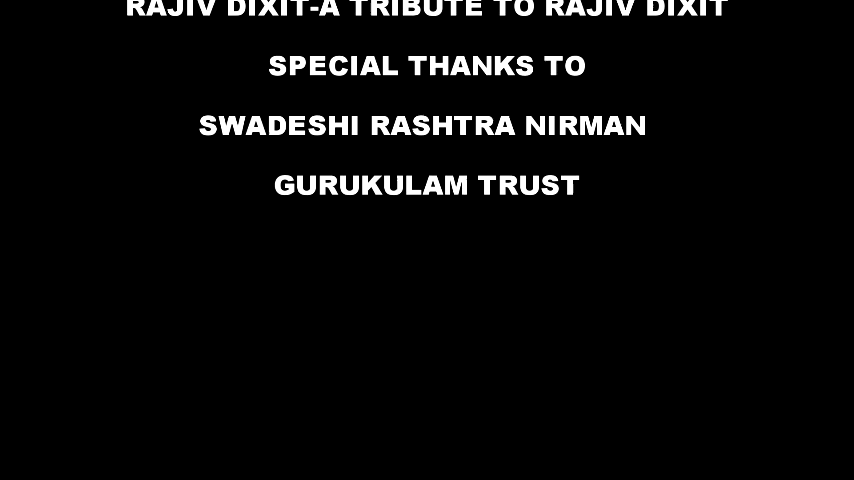 RAJIV DIXIT-A TRIBUTE TO RAJIV DIXIT
SPECIAL THANKS TO
SWADESHI RASHTRA NIRMAN
GURUKULAM TRUST